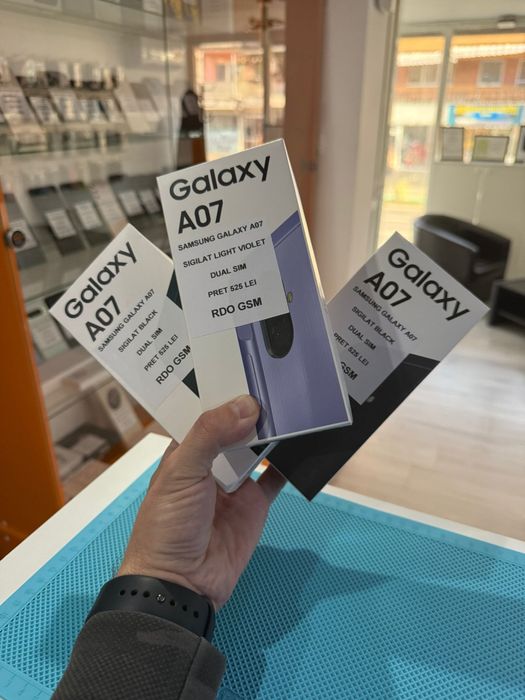 Galaxy
A07
SAMSUNG GALAXY A07
SIGILAT BLACK
DUAL SIM
PRET 525 LEI
RDO GSM
Galaxy
A07
SAMSUNG GALAXY A07
SIGILAT LIGHT VIOLET
DUAL SIM
PRET 525 LEI
RDO GSM
Galaxy
A07
SAMSUNG GALAXY A07
SIGILAT BLACK
DUAL SIM
PRET 525 LEI
GSM